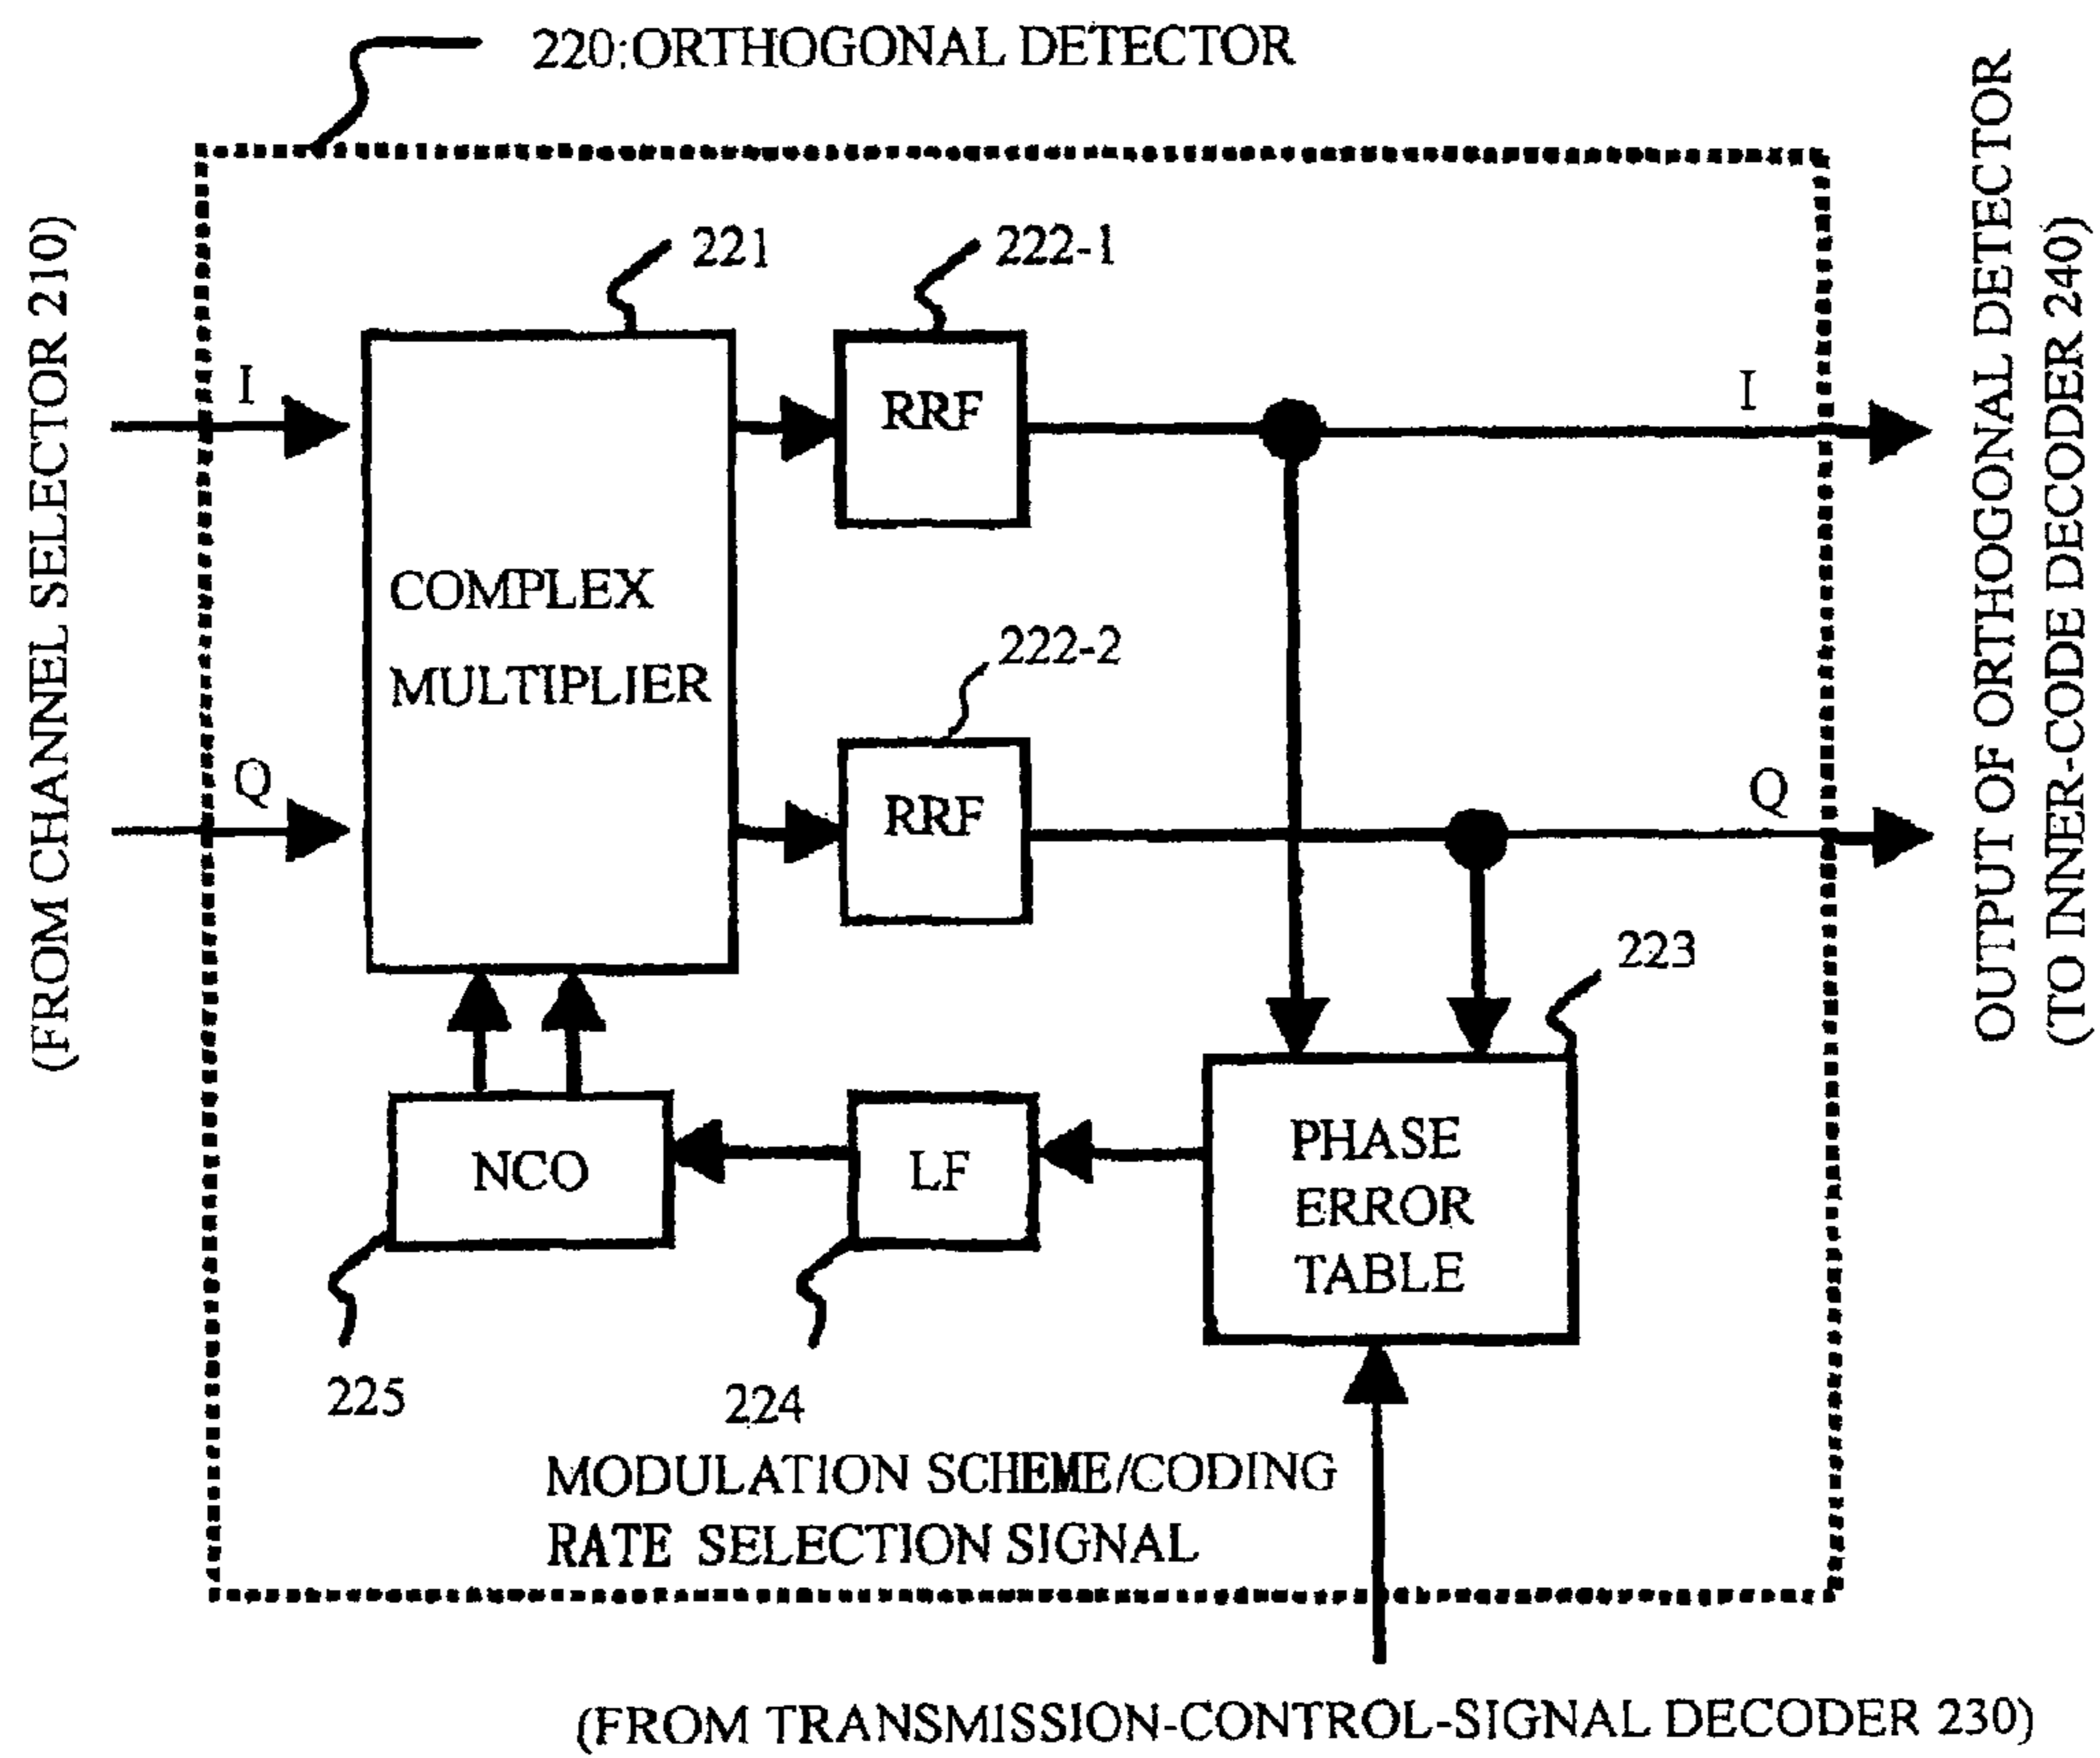 220:ORTHOGONAL DETECTOR
(FROM CHANNEL SELECTOR 210)
221
222-1
I
RRF
I
COMPLEX
MULTIPLIER
222-2
Q
RRF
Q
OUTPUT OF ORTHOGONAL DETECTOR
(TO INNER-CODE DECODER 240)
223
NCO
LF
PHASE
ERROR
TABLE
225
224
MODULATION SCHEME/CODING
RATE SELECTION SIGNAL
(FROM TRANSMISSION-CONTROL-SIGNAL DECODER 230)